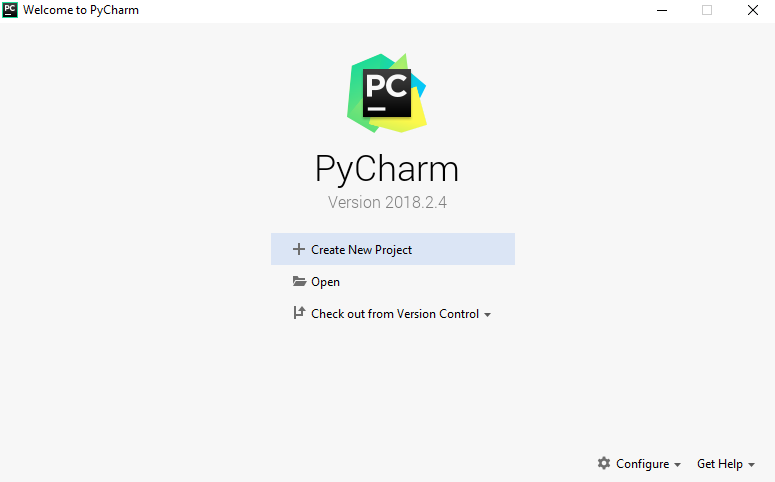 PC Welcome to PyCharm
PC
PyCharm
Version 2018.2.4
Create New Project
Open
Check out from Version Control
Configure Get Help